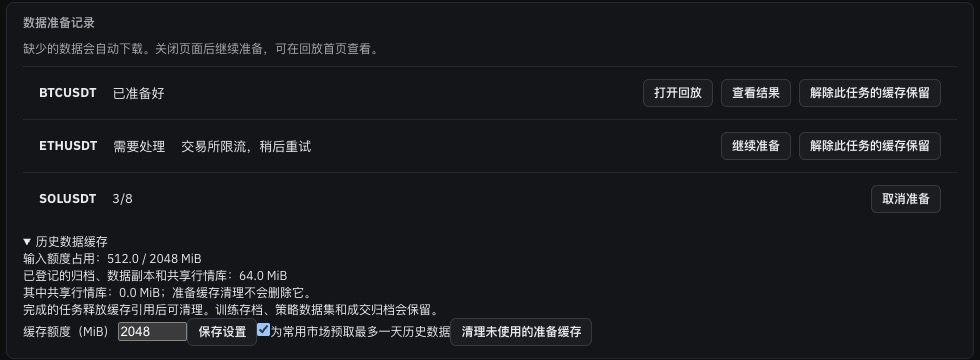 数据准备记录
缺少的数据会自动下载。关闭页面后继续准备，可在回放首页查看。
BTCUSDT 已准备好 打开回放 查看结果 解除此任务的缓存保留
ETHUSDT 需要处理 交易所限流，稍后重试 继续准备 解除此任务的缓存保留
SOLUSDT 3/8 取消准备
▼ 历史数据缓存
输入额度占用：512.0 / 2048 MiB
已登记的归档、数据副本和共享行情库：64.0 MiB
其中共享行情库：0.0 MiB；准备缓存清理不会删除它。
完成的任务释放缓存引用后可清理。训练存档、策略数据集和成交归档会保留。
缓存额度（MiB） 2048 保存设置 为常用市场预取最多一天历史数据 清理未使用的准备缓存